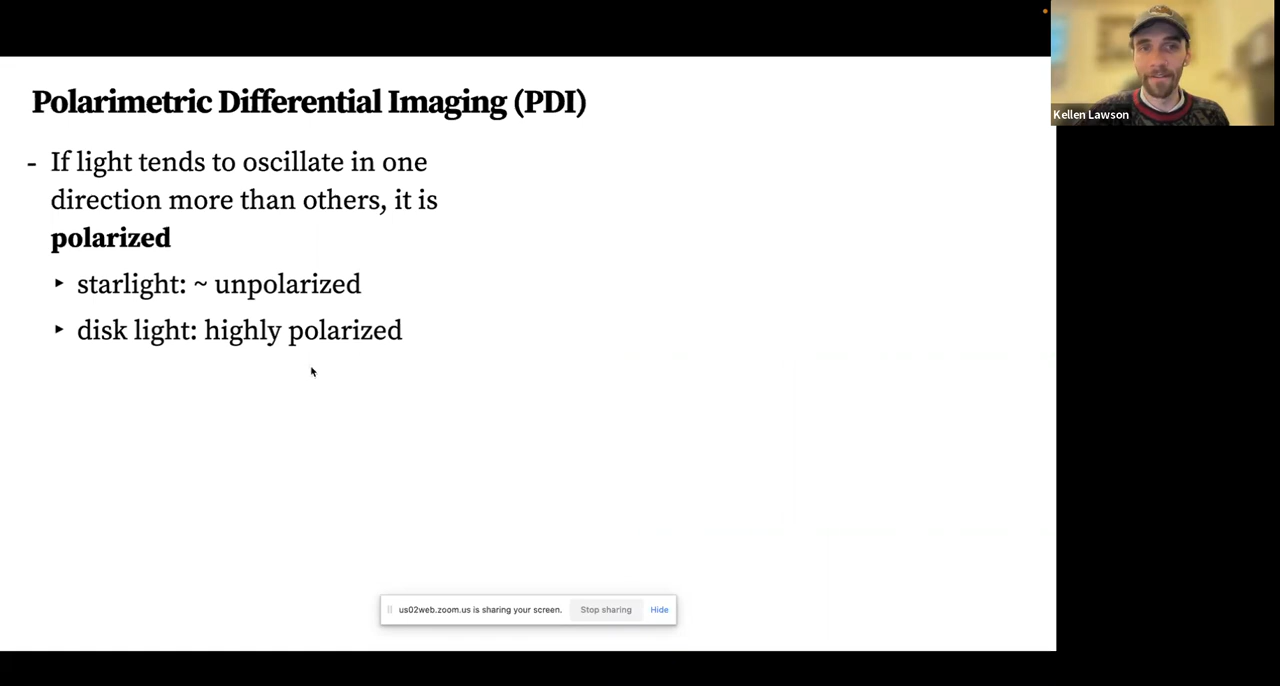 Polarimetric Differential Imaging (PDI)
- If light tends to oscillate in one
direction more than others, it is
polarized
‣ starlight: ~ unpolarized
‣ disk light: highly polarized
Kellen Lawson
us02web.zoom.us is sharing your screen. Stop sharing Hide